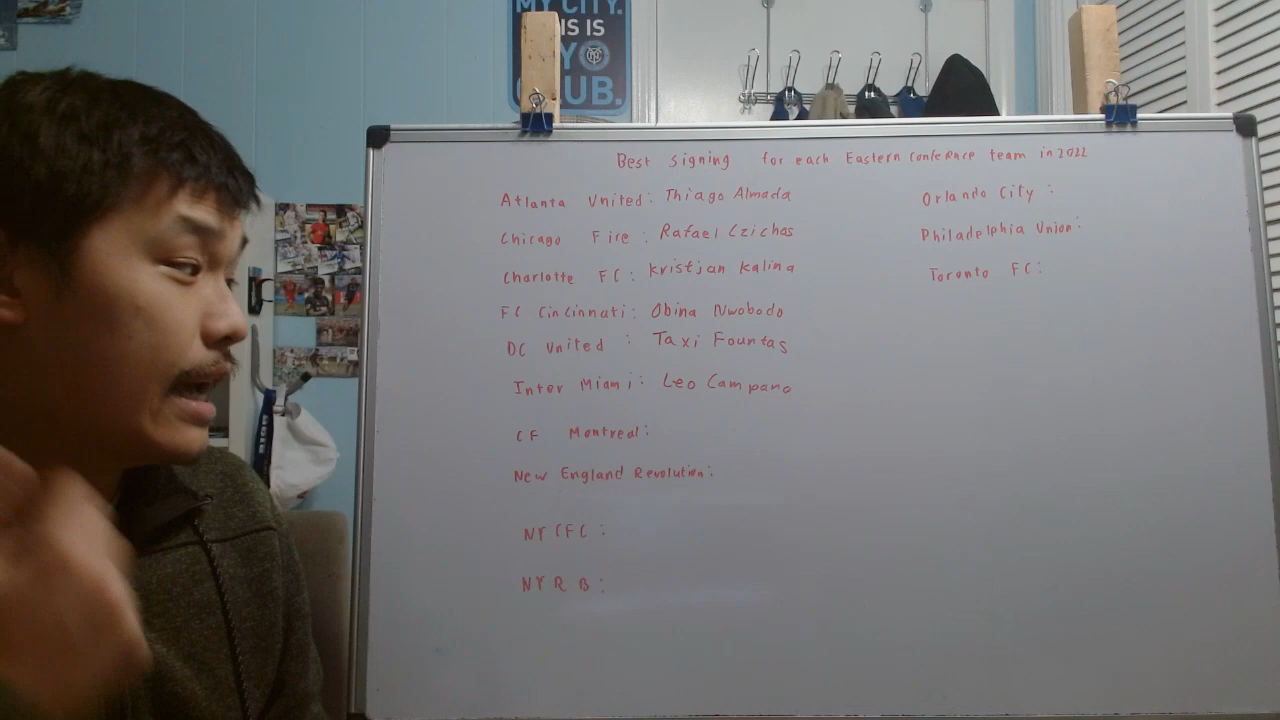 MY CITY.
IS IS
YO
CLUB.
Best Signing for each Eastern Conference team in 2022
Atlanta United: Thiago Almada
Chicago Fire: Rafael Czichos
Charlotte FC: Kristjan Kalina
FC Cincinnati: Obina Nwobodo
DC United: Taxi Fountas
Inter Miami: Leo Campano
CF Montreal:
New England Revolution:
NYCFC:
NYRB:
Orlando City:
Philadelphia Union:
Toronto FC: